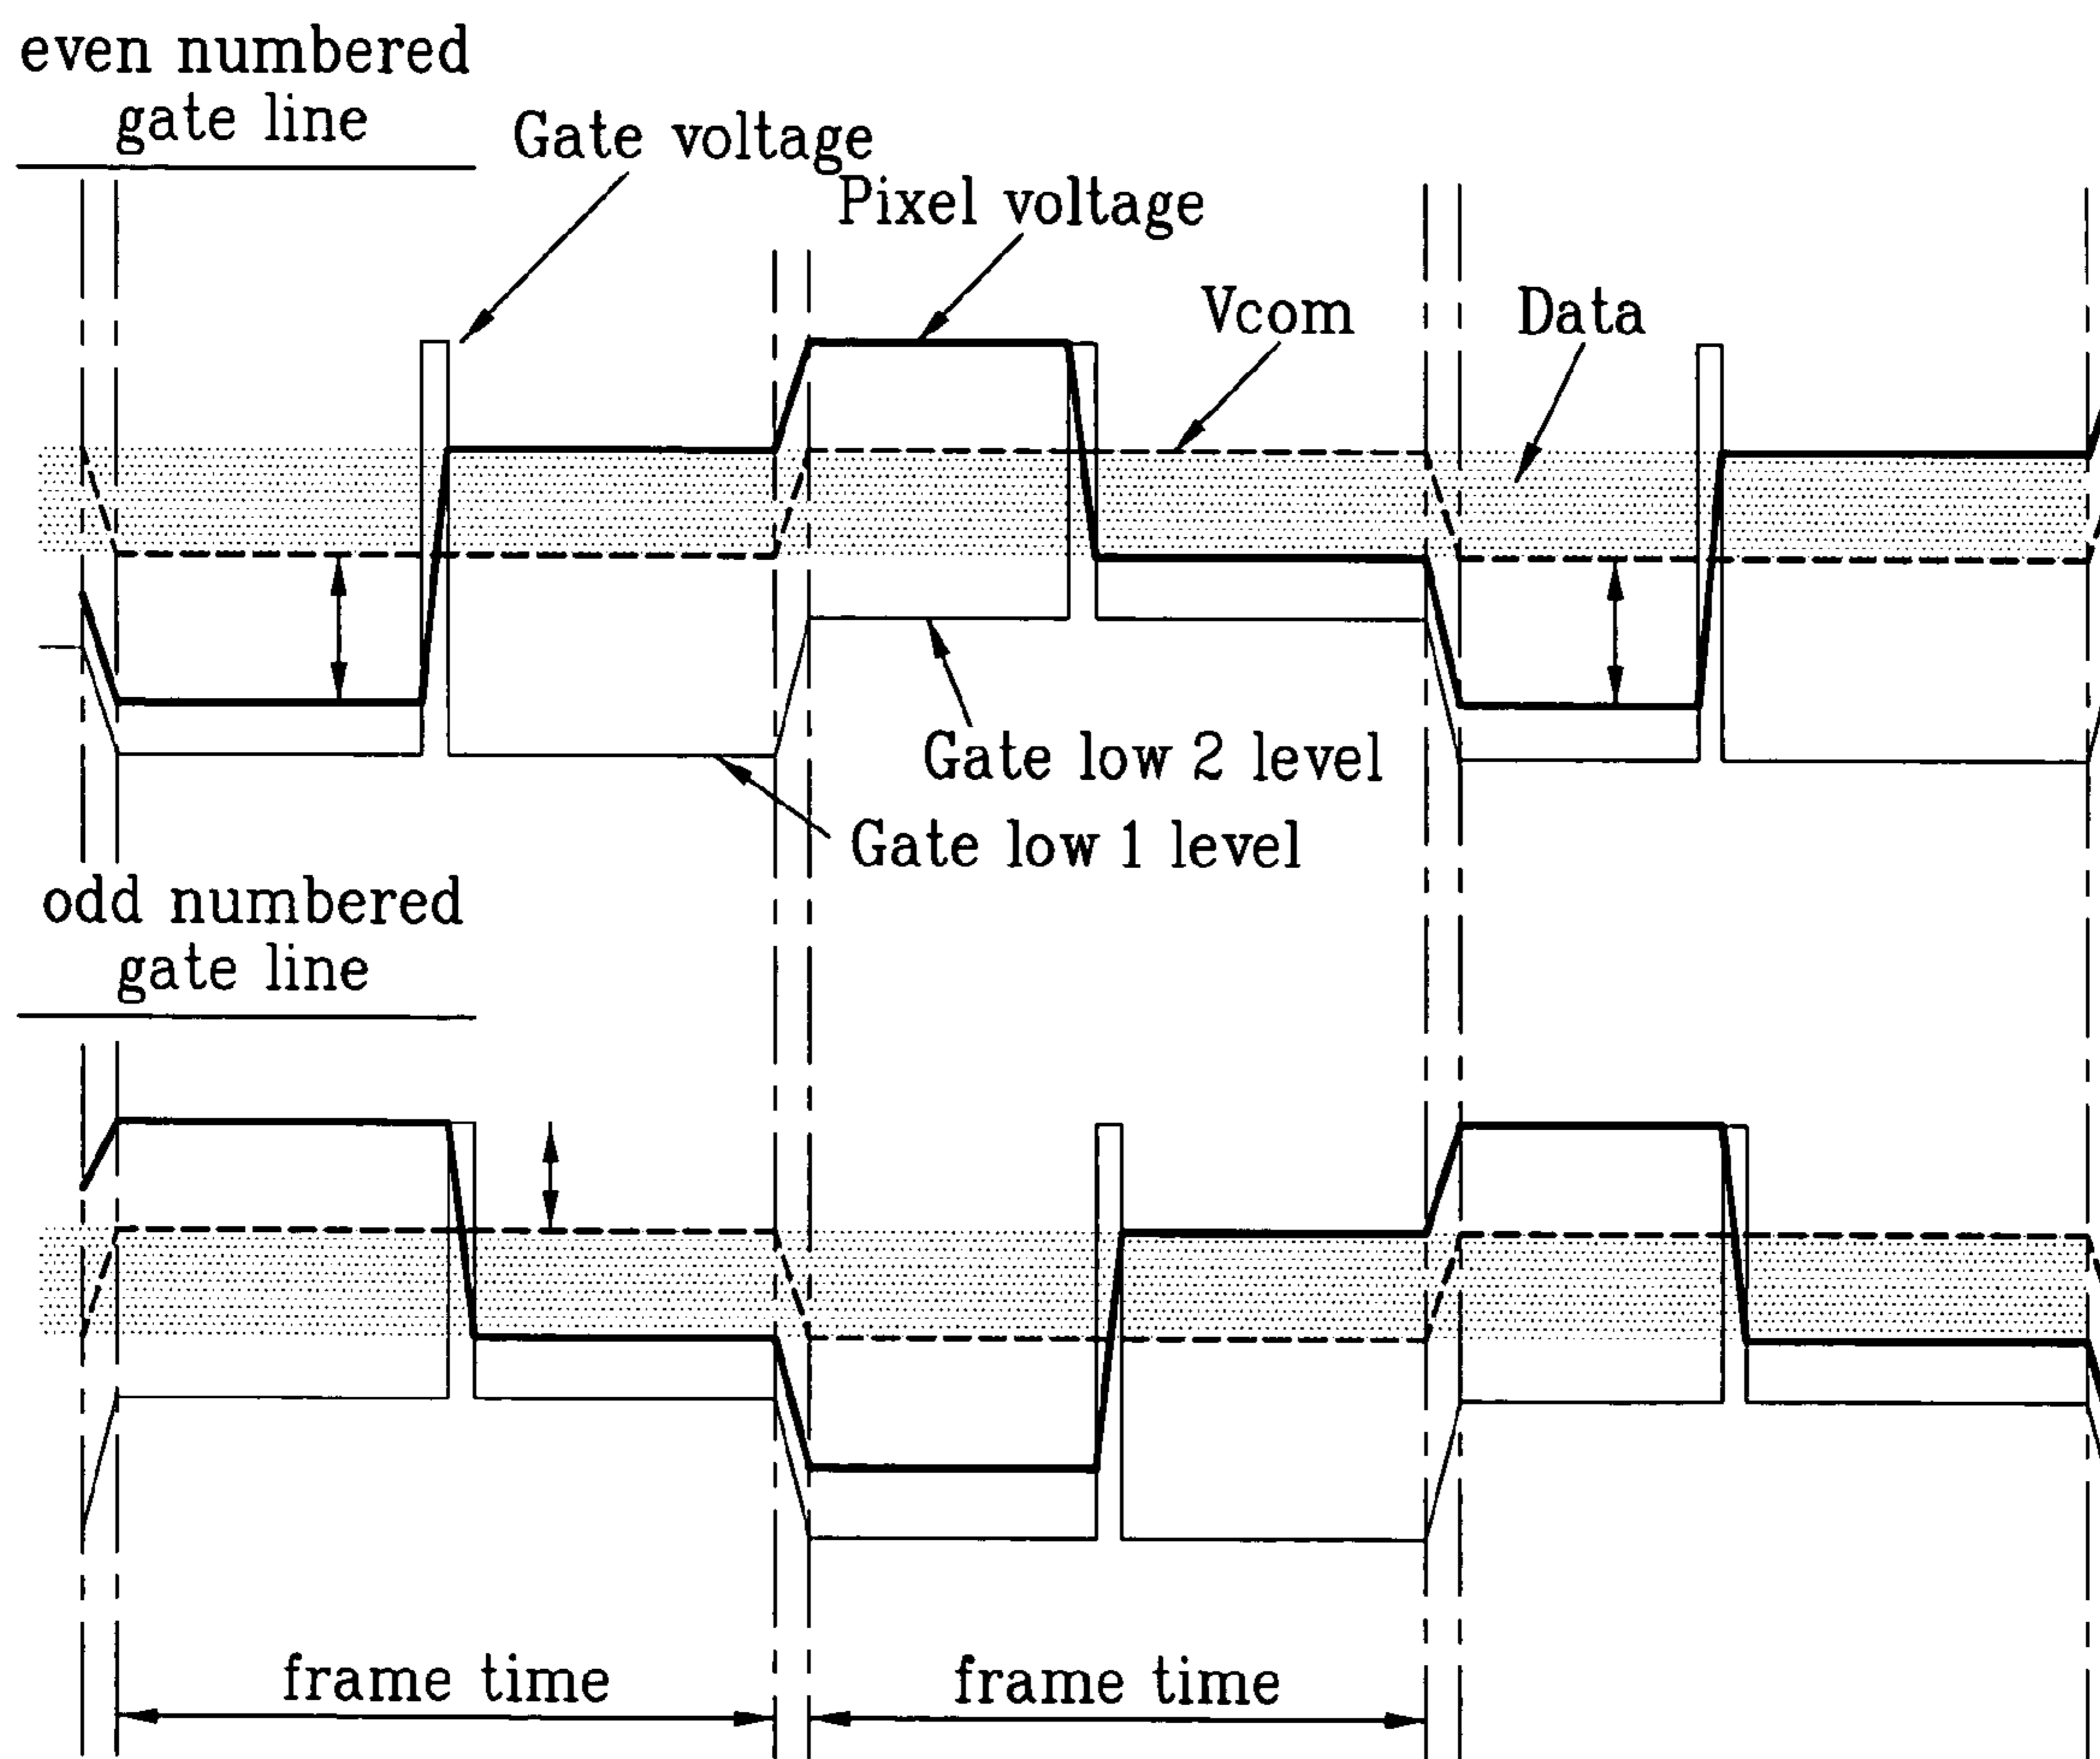 even numbered
gate line
Gate voltage
Pixel voltage
Vcom
Data
Gate low 2 level
Gate low 1 level
odd numbered
gate line
frame time
frame time